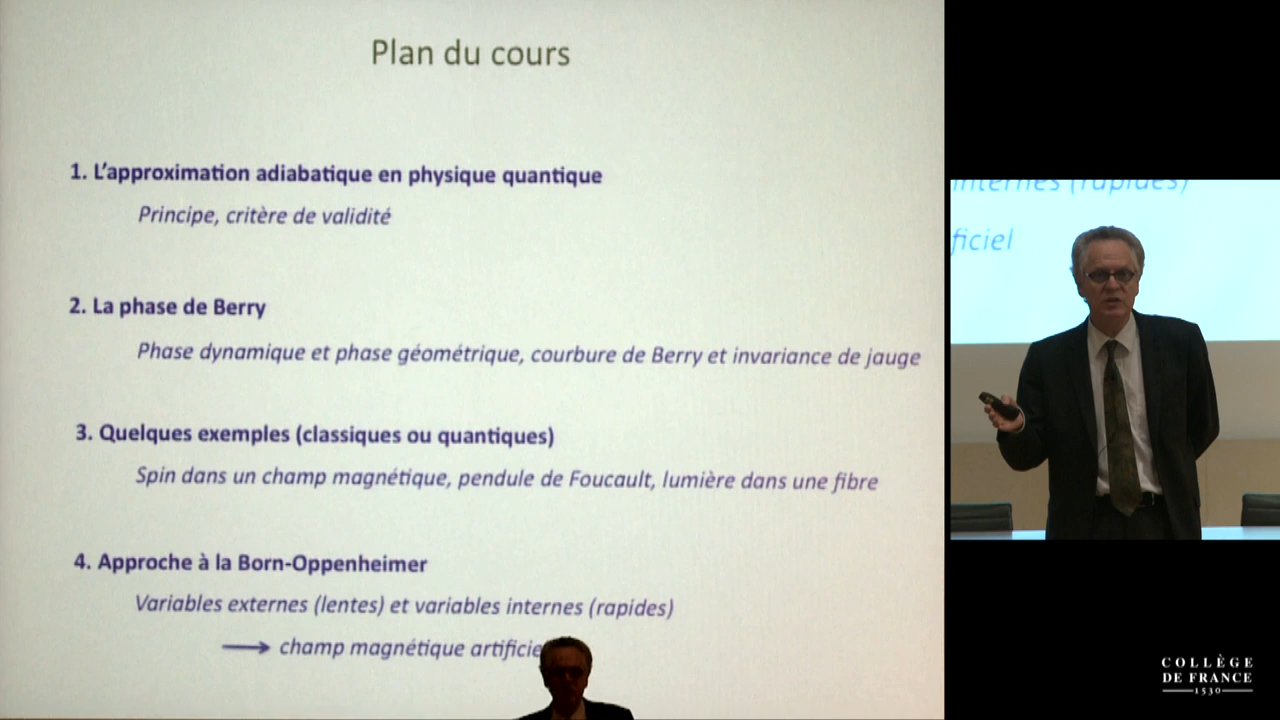 Plan du cours
1. L'approximation adiabatique en physique quantique
Principe, critère de validité
2. La phase de Berry
Phase dynamique et phase géométrique, courbure de Berry et invariance de jauge
3. Quelques exemples (classiques ou quantiques)
Spin dans un champ magnétique, pendule de Foucault, lumière dans une fibre
4. Approche à la Born-Oppenheimer
Variables externes (lentes) et variables internes (rapides)
⟶ champ magnétique artificie
internes (rapides)
ficiel
COLLÈGE
DE FRANCE
1530